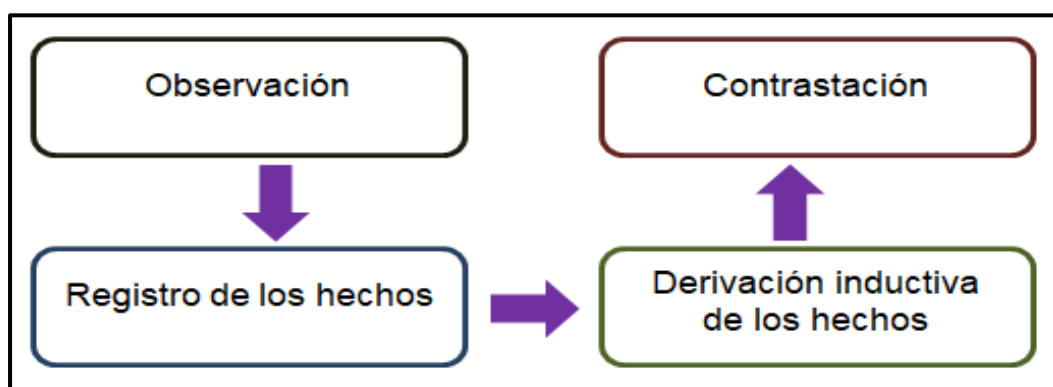 Observación
Contrastación
Registro de los hechos
Derivación inductiva
de los hechos